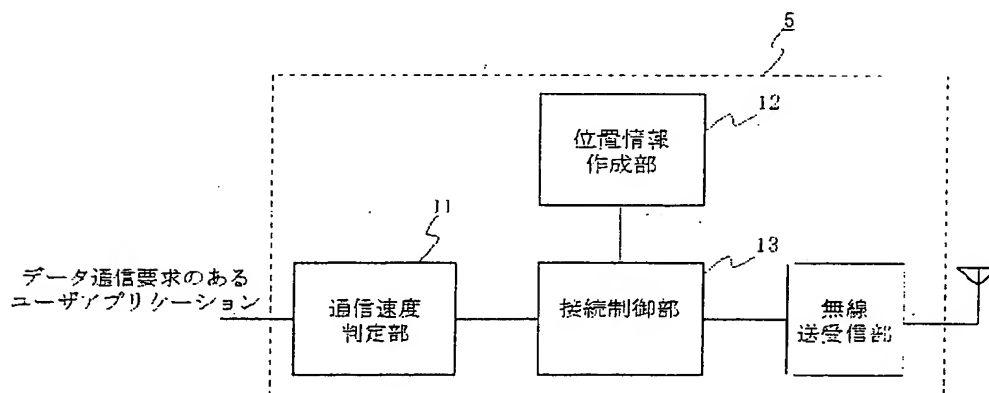 5
12
位置情報
作成部
11
13
データ通信要求のある
ユーザアプリケーション
通信速度
判定部
接続制御部
無線
送受信部